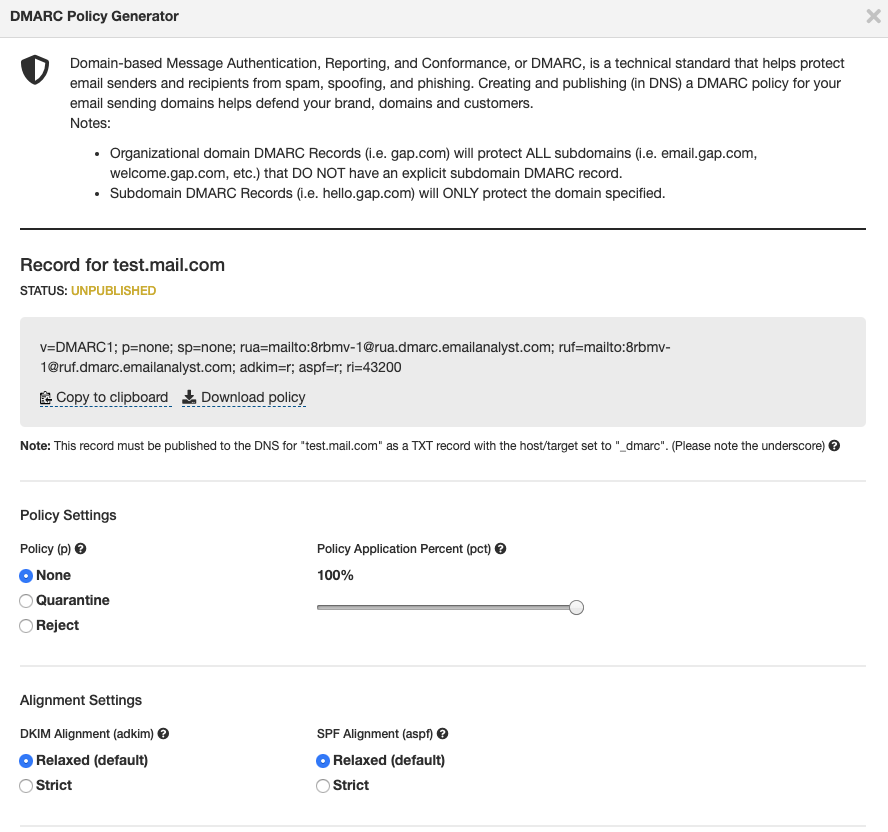 DMARC Policy Generator
Domain-based Message Authentication, Reporting, and Conformance, or DMARC, is a technical standard that helps protect
email senders and recipients from spam, spoofing, and phishing. Creating and publishing (in DNS) a DMARC policy for your
email sending domains helps defend your brand, domains and customers.
Notes:
• Organizational domain DMARC Records (i.e. gap.com) will protect ALL subdomains (i.e. email.gap.com,
welcome.gap.com, etc.) that DO NOT have an explicit subdomain DMARC record.
• Subdomain DMARC Records (i.e. hello.gap.com) will ONLY protect the domain specified.
Record for test.mail.com
STATUS: UNPUBLISHED
v=DMARC1; p=none; sp=none; rua=mailto:8rbmv-1@rua.dmarc.emailanalyst.com; ruf=mailto:8rbmv-
1@ruf.dmarc.emailanalyst.com; adkim=r; aspf=r; ri=43200
Copy to clipboard Download policy
Note: This record must be published to the DNS for "test.mail.com" as a TXT record with the host/target set to "_dmarc". (Please note the underscore)
Policy Settings
Policy (p) Policy Application Percent (pct)
None 100%
Quarantine
Reject
Alignment Settings
DKIM Alignment (adkim) SPF Alignment (aspf)
Relaxed (default) Relaxed (default)
Strict Strict